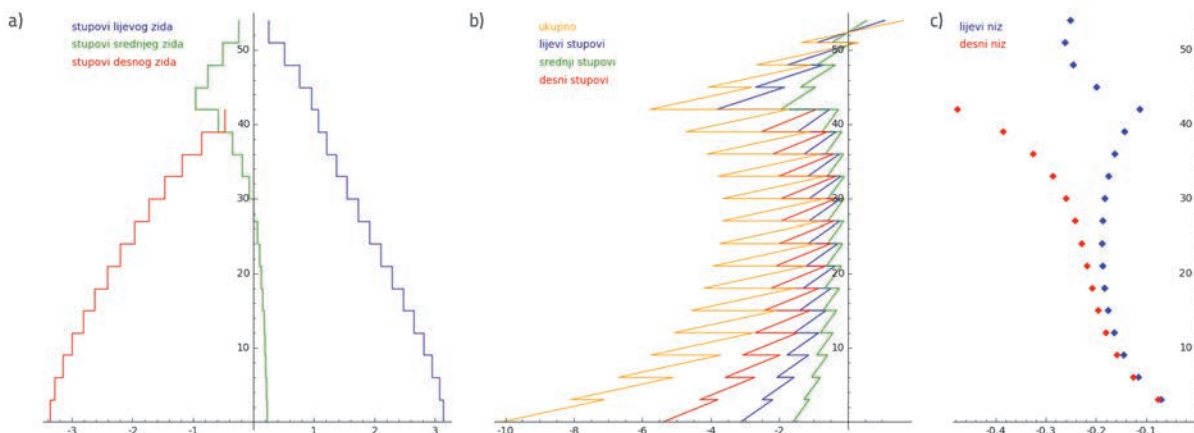 a)
stupovi lijevog zida
stupovi srednjeg zida
stupovi desnog zida
50
40
30
20
10
-3 -2 -1 1 2 3
b)
ukupno
lijevi stupovi
srednji stupovi
desni stupovi
50
40
30
20
10
-10 -8 -6 -4 -2
c)
lijevi niz
desni niz
50
40
30
20
10
-0.4 -0.3 -0.2 -0.1